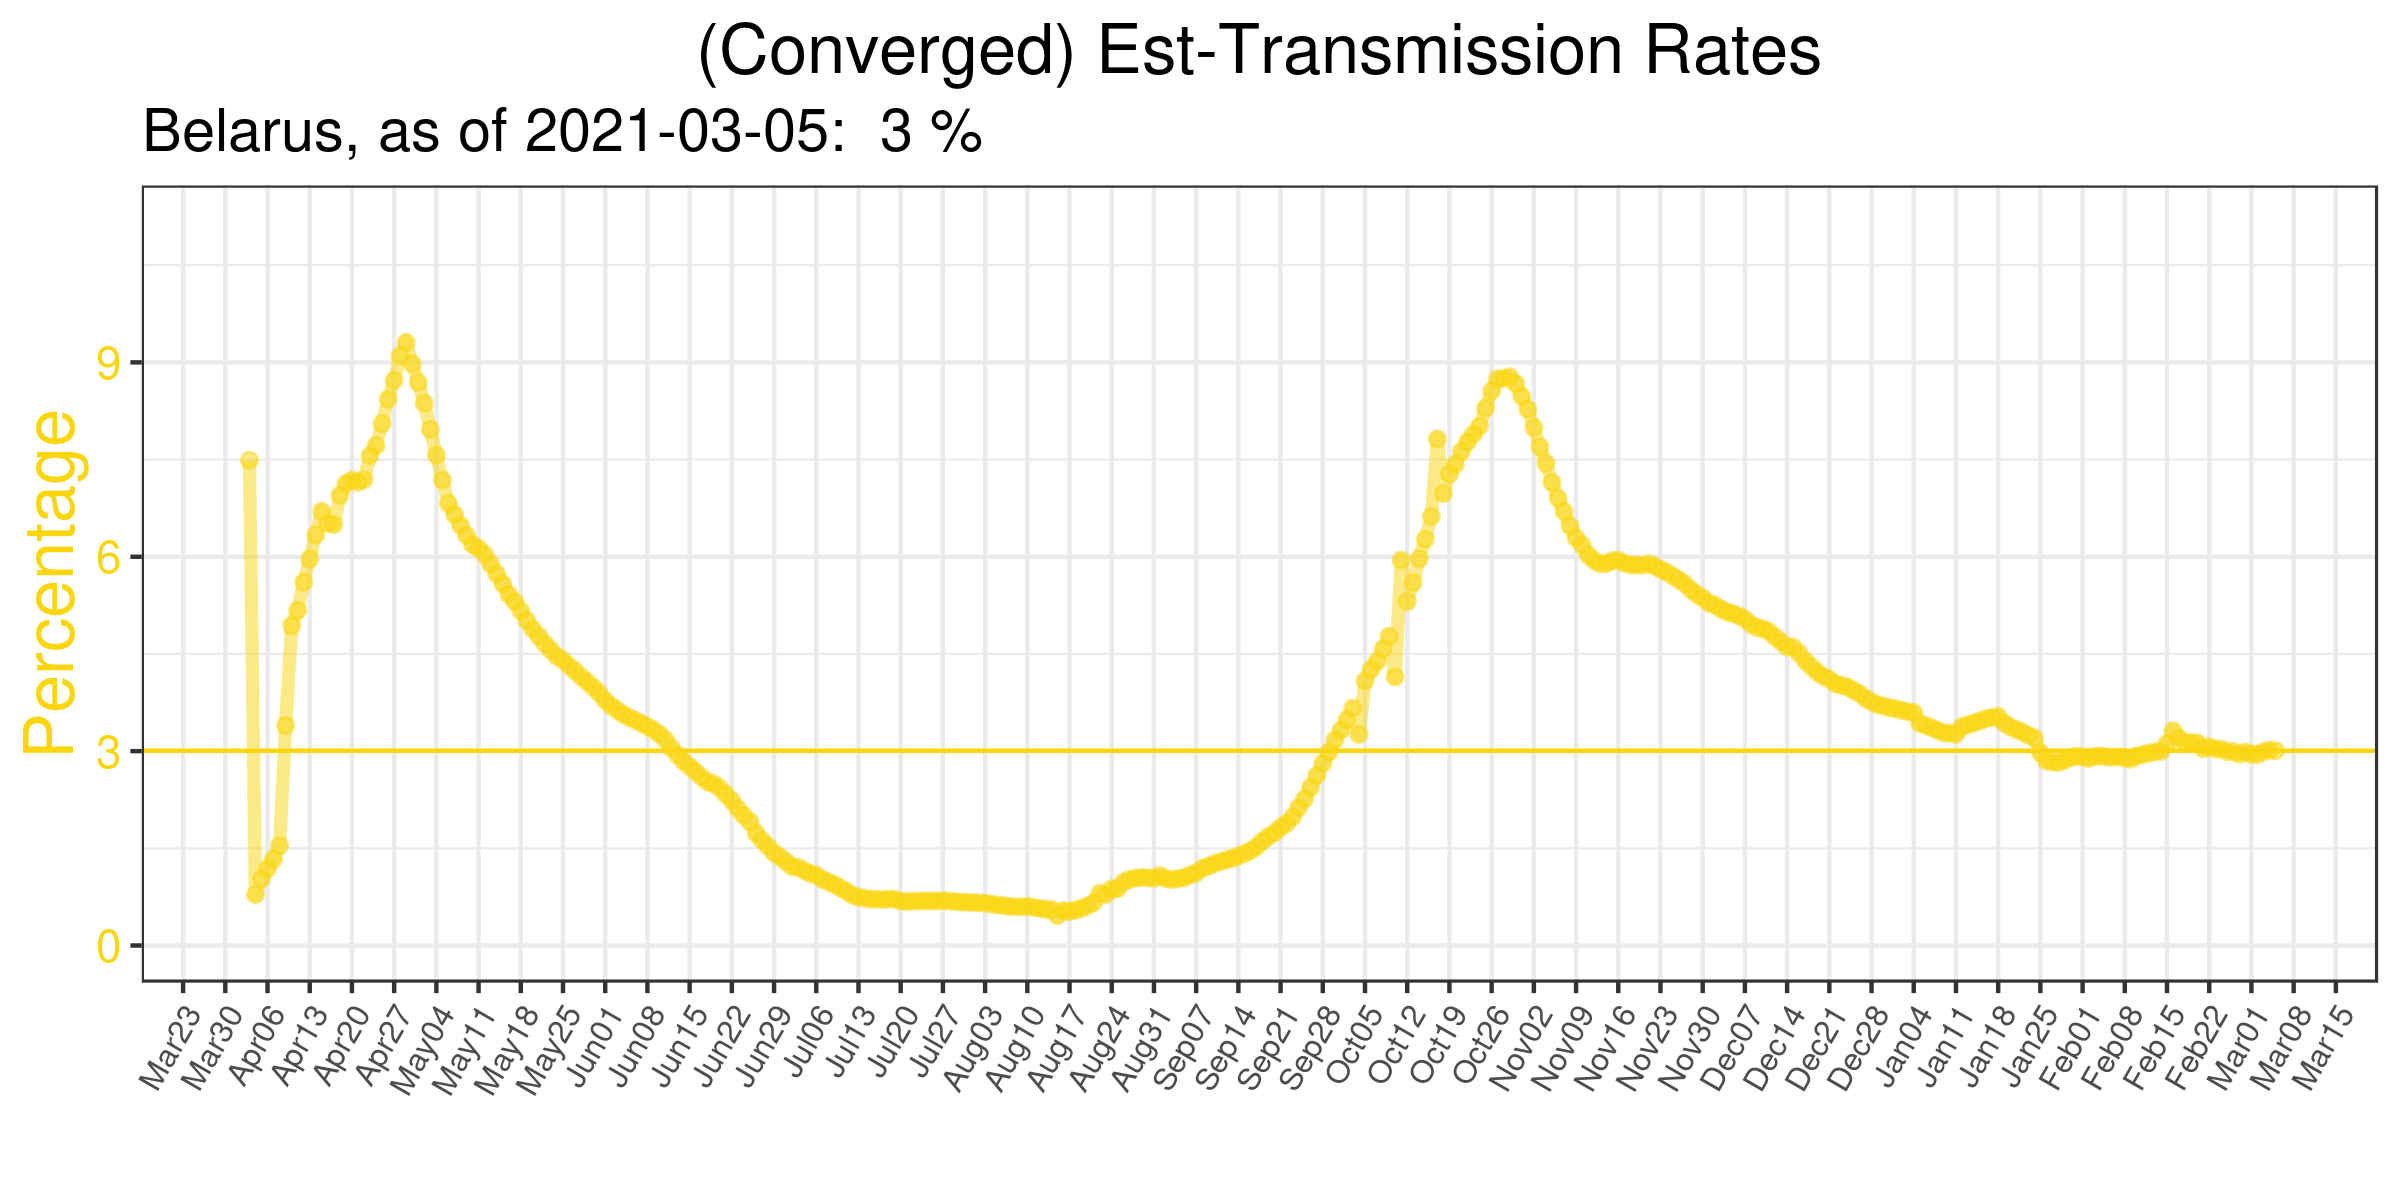 (Converged) Est-Transmission Rates
Belarus, as of 2021-03-05:  3 %
Percentage
9
6
3
0
Mar23
Mar30
Apr06
Apr13
Apr20
Apr27
May04
May11
May18
May25
Jun01
Jun08
Jun15
Jun22
Jun29
Jul06
Jul13
Jul20
Jul27
Aug03
Aug10
Aug17
Aug24
Aug31
Sep07
Sep14
Sep21
Sep28
Oct05
Oct12
Oct19
Oct26
Nov02
Nov09
Nov16
Nov23
Nov30
Dec07
Dec14
Dec21
Dec28
Jan04
Jan11
Jan18
Jan25
Feb01
Feb08
Feb15
Feb22
Mar01
Mar08
Mar15